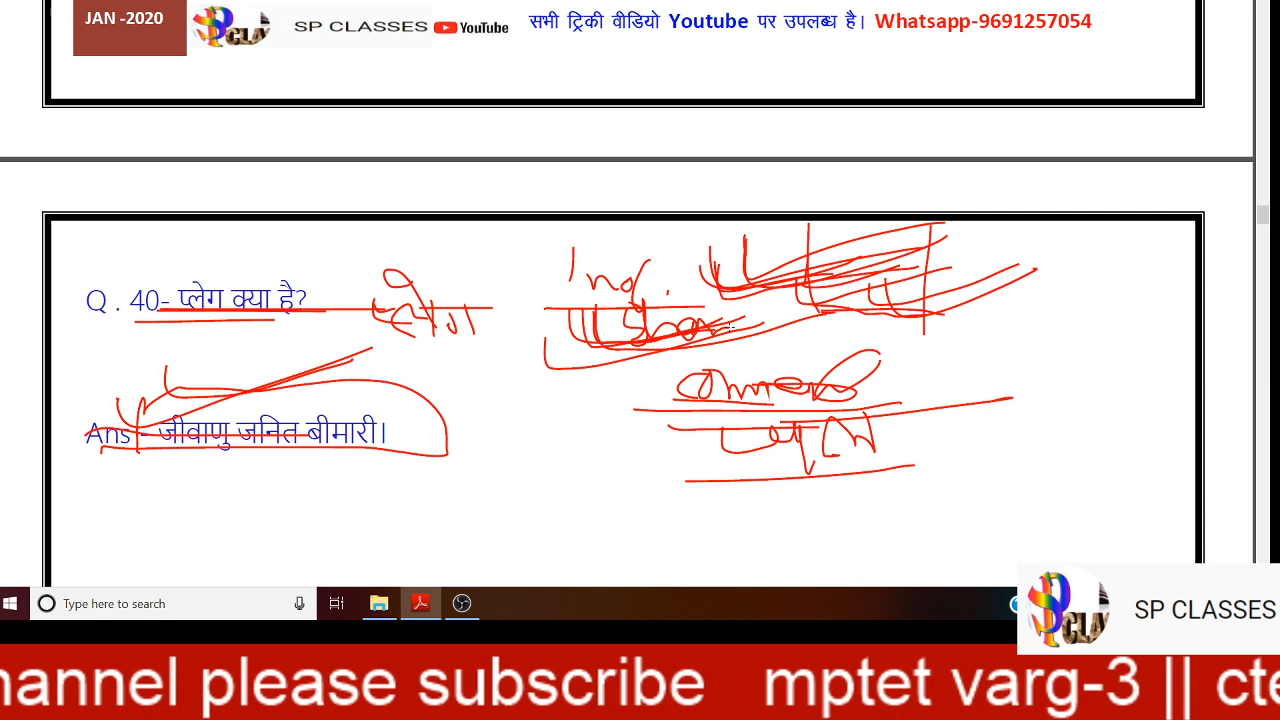 JAN -2020
SP CLASSES YouTube
सभी ट्रिकी वीडियो Youtube पर उपलब्ध है। Whatsapp-9691257054
Q . 40- प्लेग क्या है?
Ans - जीवाणु जनित बीमारी।
Type here to search
SP CLASSES
hannel please subscribe mptet varg-3 || cte